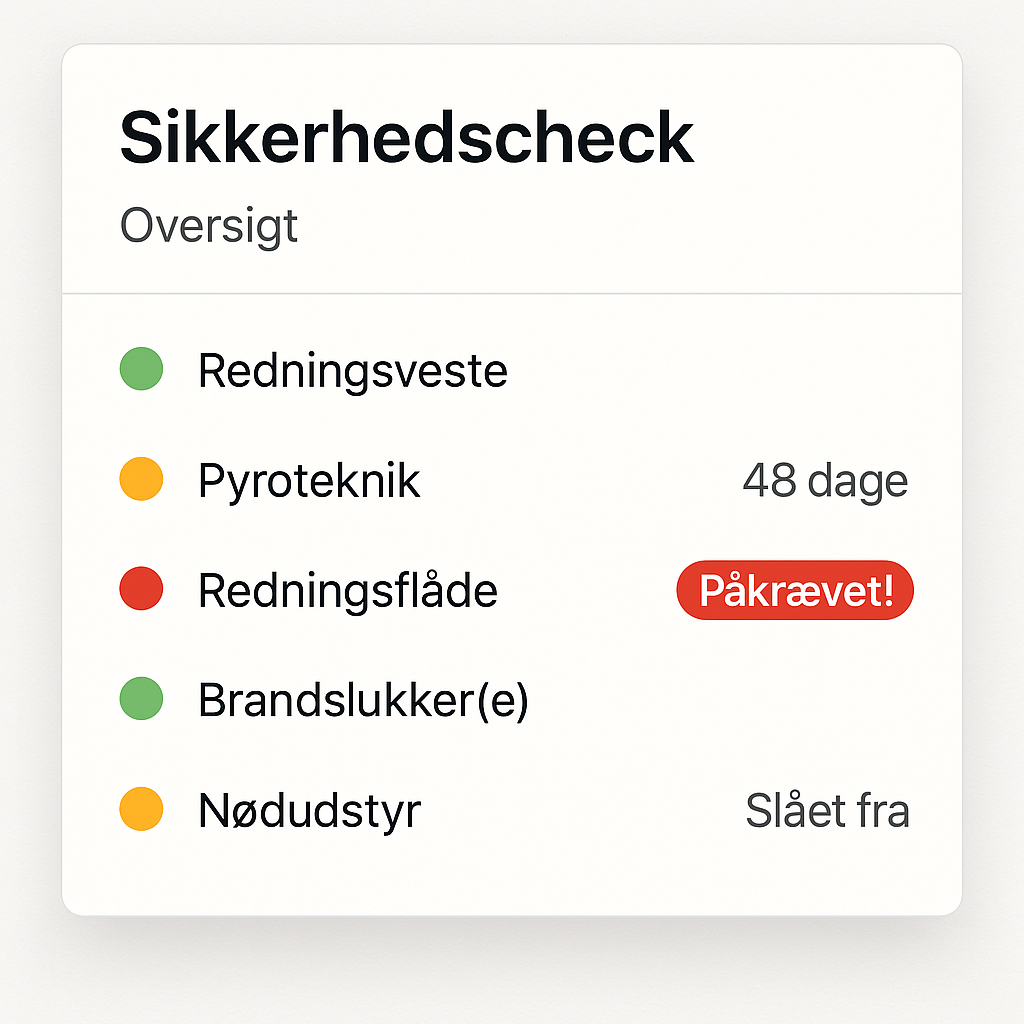 Sikkerhedscheck
Oversigt
Redningsveste
Pyroteknik 48 dage
Redningsflåde Påkrævet!
Brandslukker(e)
Nødudstyr Slået fra